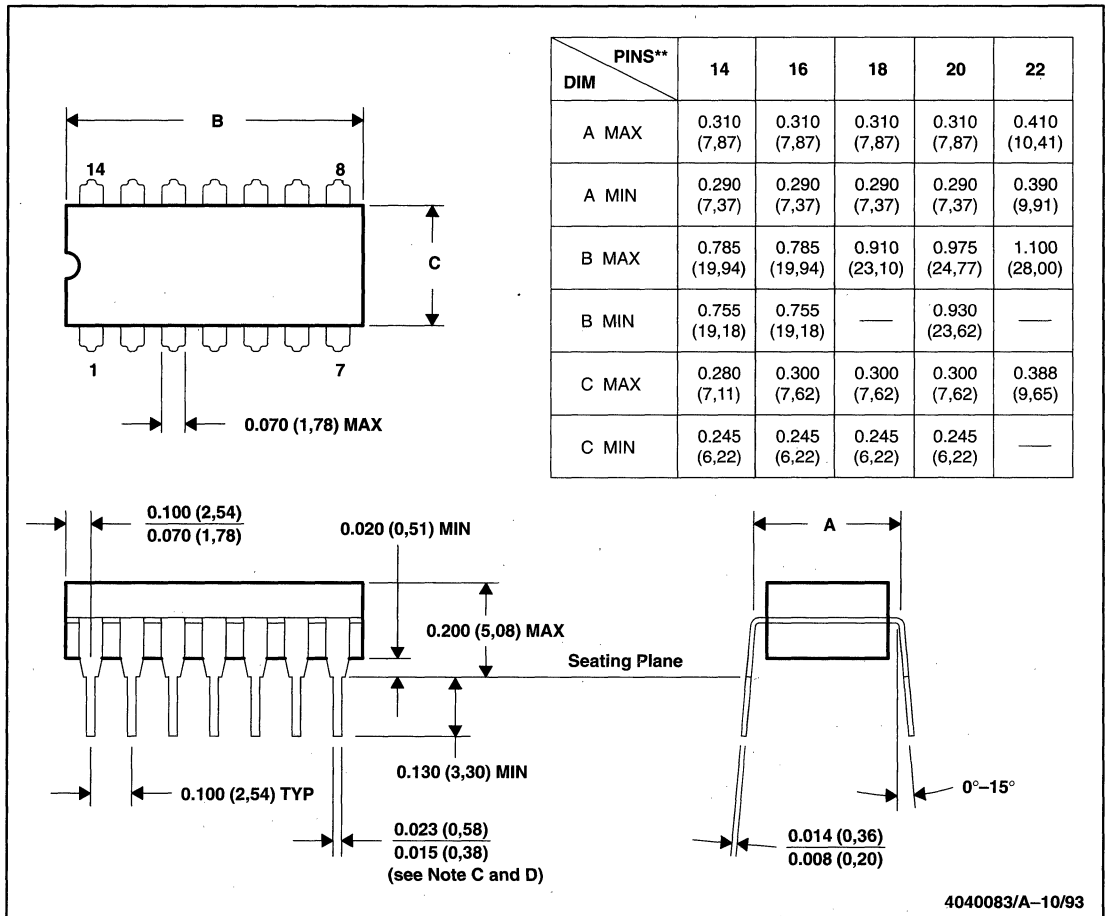 B
14
8
C
1
7
0.070 (1,78) MAX
PINS**
DIM
14 16 18 20 22
A MAX
0.310 (7,87) 0.310 (7,87) 0.310 (7,87) 0.310 (7,87) 0.410 (10,41)
A MIN
0.290 (7,37) 0.290 (7,37) 0.290 (7,37) 0.290 (7,37) 0.390 (9,91)
B MAX
0.785 (19,94) 0.785 (19,94) 0.910 (23,10) 0.975 (24,77) 1.100 (28,00)
B MIN
0.755 (19,18) 0.755 (19,18) — 0.930 (23,62) —
C MAX
0.280 (7,11) 0.300 (7,62) 0.300 (7,62) 0.300 (7,62) 0.388 (9,65)
C MIN
0.245 (6,22) 0.245 (6,22) 0.245 (6,22) 0.245 (6,22) —
0.100 (2,54)
0.070 (1,78)
0.020 (0,51) MIN
0.200 (5,08) MAX
Seating Plane
0.130 (3,30) MIN
0.100 (2,54) TYP
0.023 (0,58)
0.015 (0,38)
(see Note C and D)
A
0°–15°
0.014 (0,36)
0.008 (0,20)
4040083/A–10/93